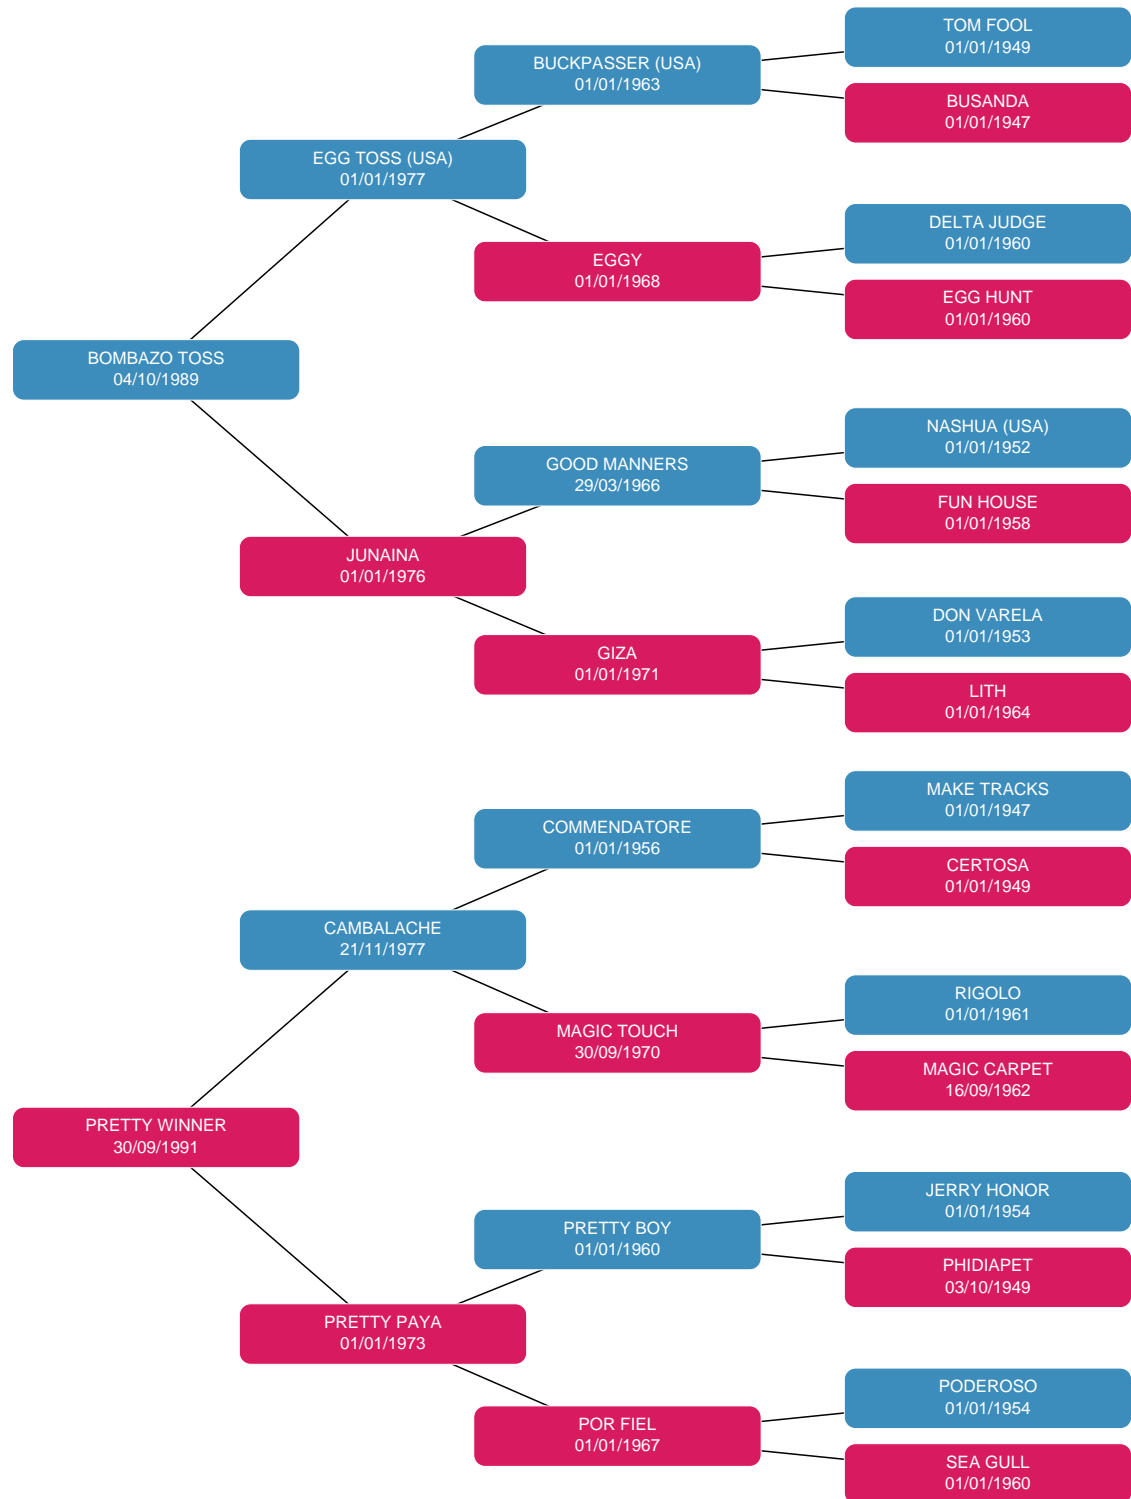 TOM FOOL
01/01/1949
BUCKPASSER (USA)
01/01/1963
BUSANDA
01/01/1947
EGG TOSS (USA)
01/01/1977
DELTA JUDGE
01/01/1960
EGGY
01/01/1968
EGG HUNT
01/01/1960
BOMBAZO TOSS
04/10/1989
NASHUA (USA)
01/01/1952
GOOD MANNERS
29/03/1966
FUN HOUSE
01/01/1958
JUNAINA
01/01/1976
DON VARELA
01/01/1953
GIZA
01/01/1971
LITH
01/01/1964
MAKE TRACKS
01/01/1947
COMMENDATORE
01/01/1956
CERTOSA
01/01/1949
CAMBALACHE
21/11/1977
RIGOLO
01/01/1961
MAGIC TOUCH
30/09/1970
MAGIC CARPET
16/09/1962
PRETTY WINNER
30/09/1991
JERRY HONOR
01/01/1954
PRETTY BOY
01/01/1960
PHIDIAPET
03/10/1949
PRETTY PAYA
01/01/1973
PODEROSO
01/01/1954
POR FIEL
01/01/1967
SEA GULL
01/01/1960